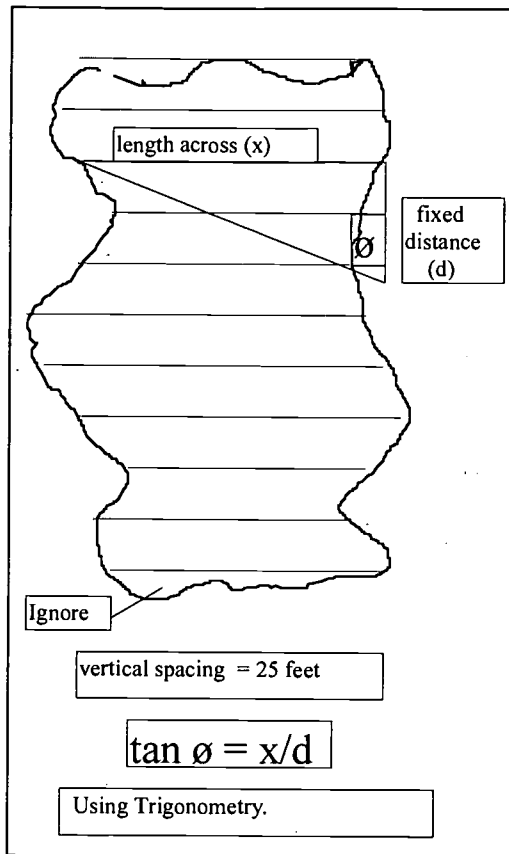 length across (x)
fixed
distance
(d)
ø
Ignore
vertical spacing = 25 feet
tan ø = x/d
Using Trigonometry.